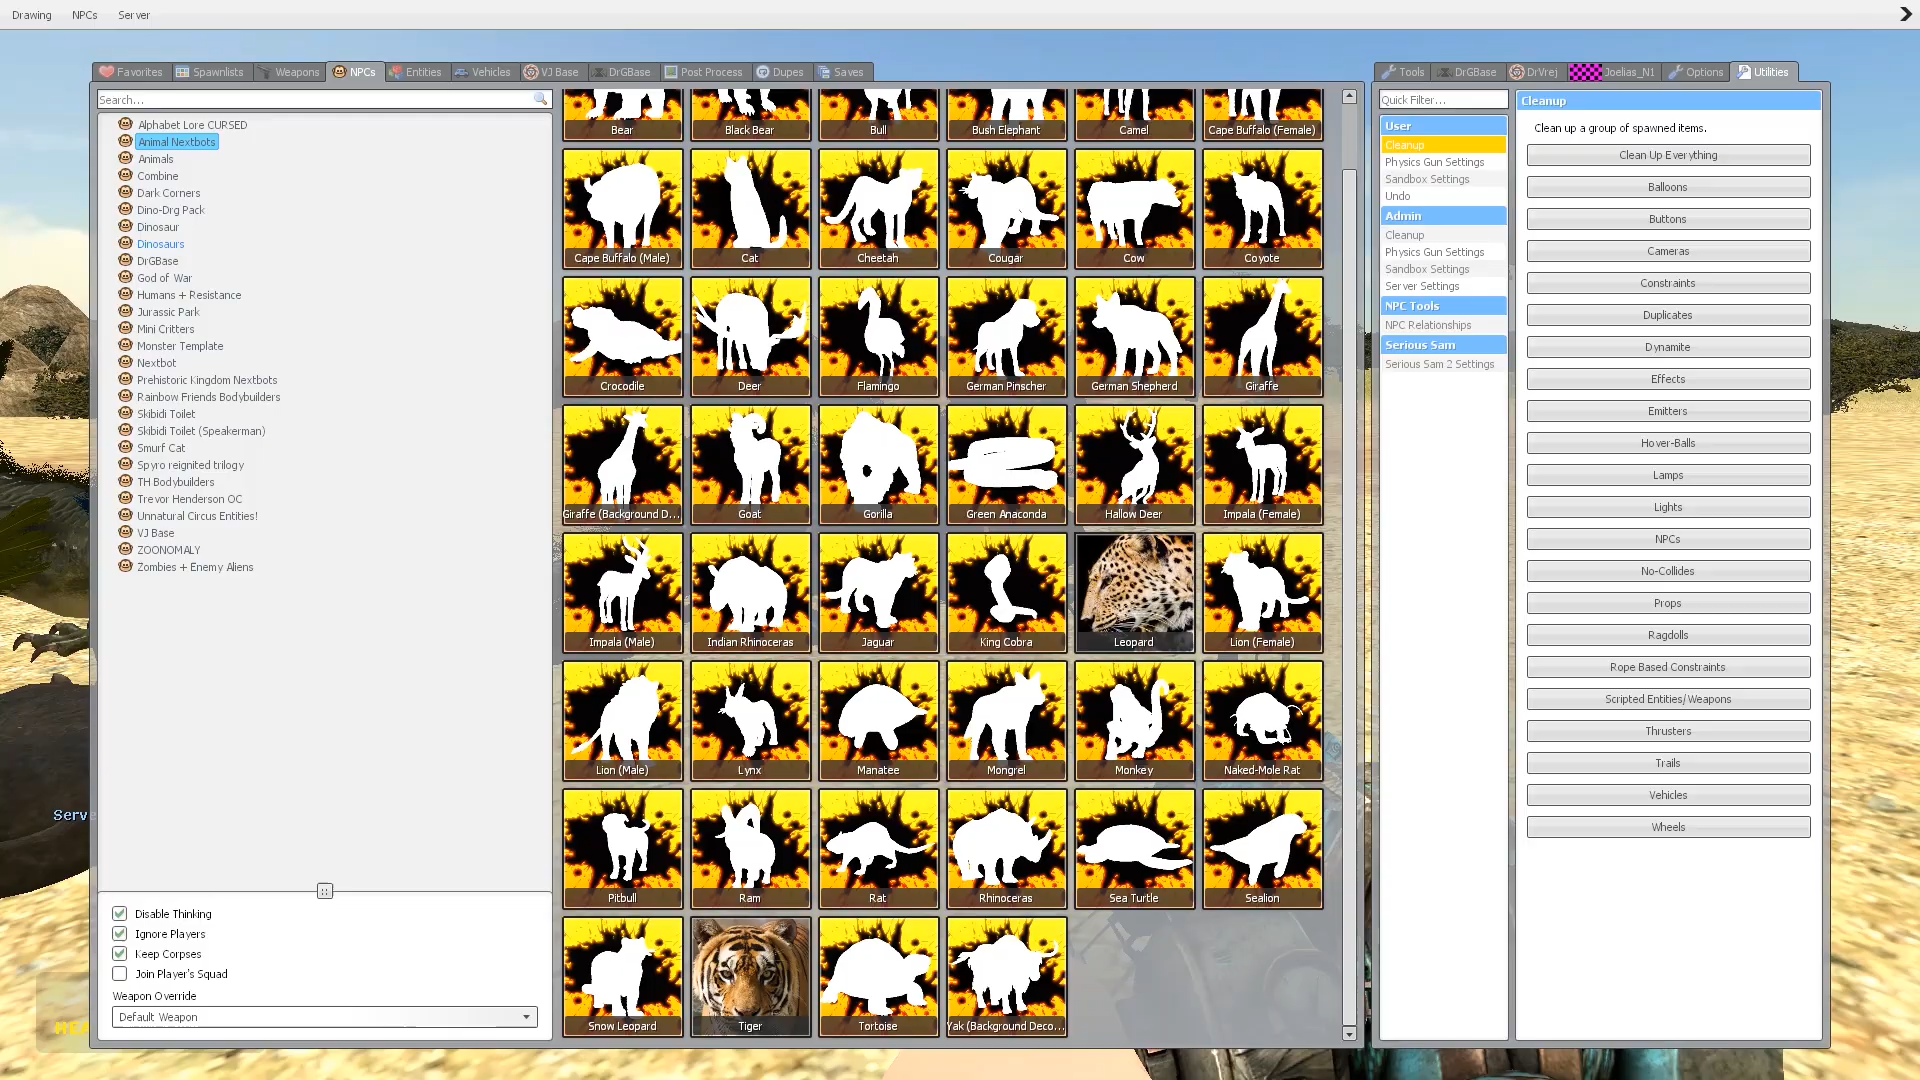 Drawing NPCs Server
Favorites Spawnlists Weapons NPCs Entities Vehicles VJ Base DrGBase Post Process Dupes Saves
Search...
Alphabet Lore CURSED
Animal Nextbots
Animals
Combine
Dark Corners
Dino-Drg Pack
Dinosaur
Dinosaurs
DrGBase
God of War
Humans + Resistance
Jurassic Park
Mini Critters
Monster Template
Nextbot
Prehistoric Kingdom Nextbots
Rainbow Friends Bodybuilders
Skibidi Toilet
Skibidi Toilet (Speakerman)
Smurf Cat
Spyro reignited trilogy
TH Bodybuilders
Trevor Henderson OC
Unnatural Circus Entities!
VJ Base
ZOONOMALY
Zombies + Enemy Aliens
Disable Thinking
Ignore Players
Keep Corpses
Join Player's Squad
Weapon Override
Default Weapon
Bear Black Bear Bull Bush Elephant Camel Cape Buffalo (Female)
Cape Buffalo (Male) Cat Cheetah Cougar Cow Coyote
Crocodile Deer Flamingo German Pinscher German Shepherd Giraffe
Giraffe (Background D... Goat Gorilla Green Anaconda Hallow Deer Impala (Female)
Impala (Male) Indian Rhinoceras Jaguar King Cobra Leopard Lion (Female)
Lion (Male) Lynx Manatee Mongrel Monkey Naked-Mole Rat
Pitbull Ram Rat Rhinoceras Sea Turtle Sealion
Snow Leopard Tiger Tortoise Yak (Background Deco...
Tools DrGBase DrVrej Joelias_N1 Options Utilities
Quick Filter...
User
Cleanup
Physics Gun Settings
Sandbox Settings
Undo
Admin
Cleanup
Physics Gun Settings
Sandbox Settings
Server Settings
NPC Tools
NPC Relationships
Serious Sam
Serious Sam 2 Settings
Cleanup
Clean up a group of spawned items.
Clean Up Everything
Balloons
Buttons
Cameras
Constraints
Duplicates
Dynamite
Effects
Emitters
Hover-Balls
Lamps
Lights
NPCs
No-Collides
Props
Ragdolls
Rope Based Constraints
Scripted Entities/Weapons
Thrusters
Trails
Vehicles
Wheels
Serve